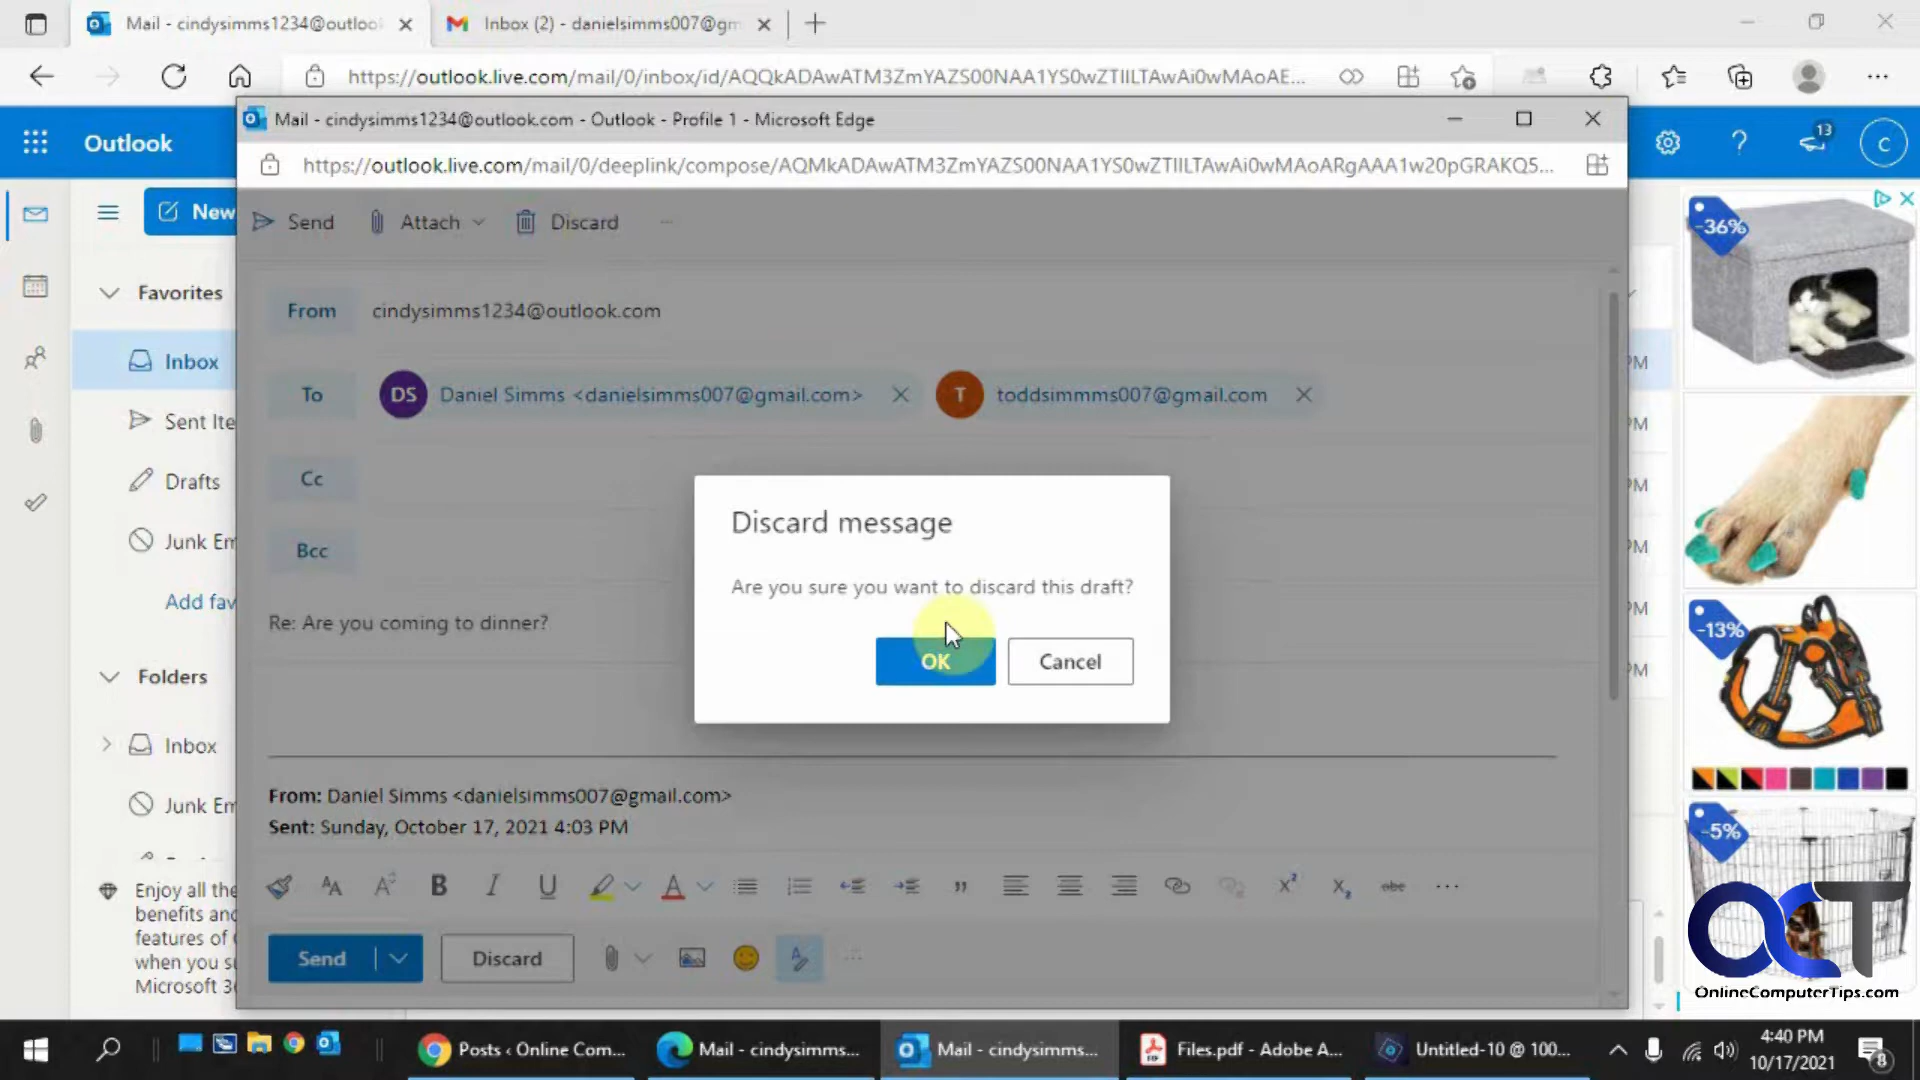 Mail - cindysimms1234@outloo
Inbox (2) - danielsimms007@gm
https://outlook.live.com/mail/0/inbox/id/AQQkADAwATM3ZmYAZS00NAA1YS0wZTIILTAwAi0wMAoAE...
Mail - cindysimms1234@outlook.com - Outlook - Profile 1 - Microsoft Edge
Outlook
13
C
https://outlook.live.com/mail/0/deeplink/compose/AQMkADAwATM3ZmYAZS00NAA1YS0wZTIILTAwAi0wMAoARgAAA1w20pGRAKQ5...
New
Send
Attach
Discard
-36%
Favorites
From
cindysimms1234@outlook.com
Inbox
To
DS
Daniel Simms <danielsimms007@gmail.com>
T
toddsimmms007@gmail.com
Sent Ite
Cc
Drafts
Discard message
Junk Em
Bcc
Are you sure you want to discard this draft?
Add fav
Re: Are you coming to dinner?
-13%
OK
Cancel
Folders
Inbox
From: Daniel Simms <danielsimms007@gmail.com>
Junk Em
Sent: Sunday, October 17, 2021 4:03 PM
-5%
Enjoy all the
benefits and
features of
when you su
Microsoft 3
Send
Discard
OCT
OnlineComputerTips.com
Posts ‹ Online Com...
Mail - cindysimms...
Mail - cindysimms...
Files.pdf - Adobe A...
Untitled-10 @ 100...
4:40 PM
10/17/2021
8